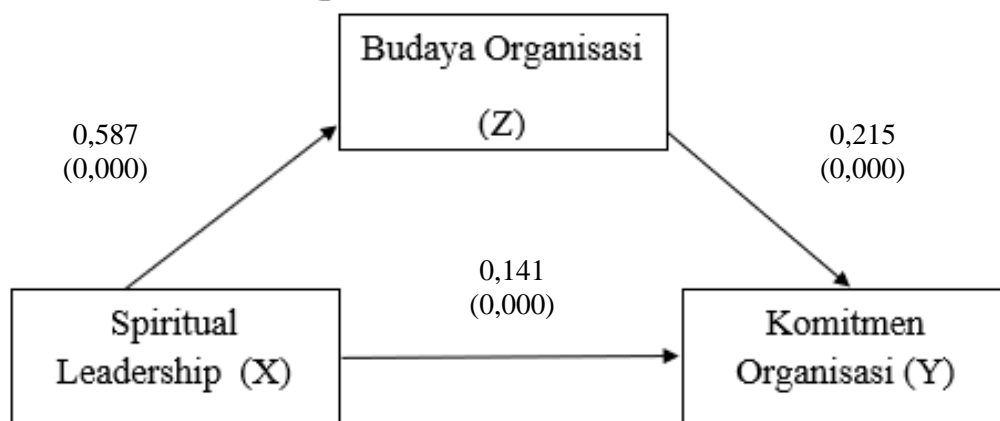 Budaya Organisasi
(Z)
0,587
(0,000)
0,215
(0,000)
0,141
(0,000)
Spiritual
Leadership (X)
Komitmen
Organisasi (Y)